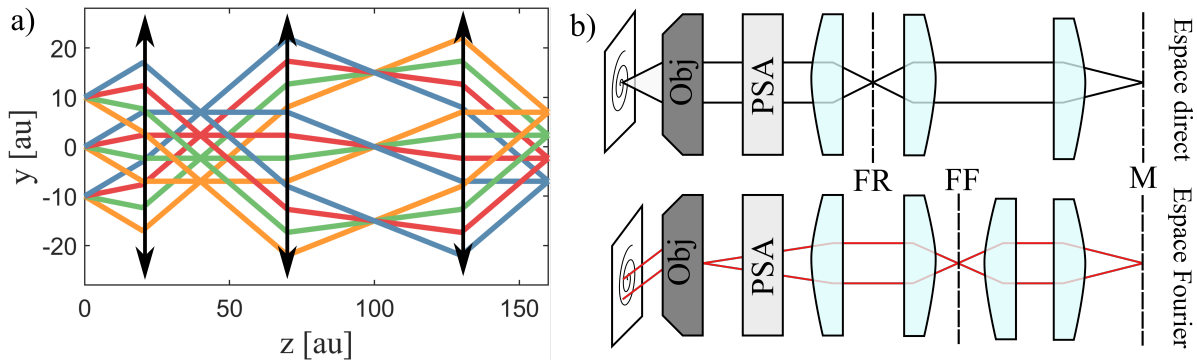 a)
y [au]
20
10
0
-10
-20
0
50
100
150
z [au]
b)
Obj
PSA
Espace direct
FR
FF
M
Obj
PSA
Espace Fourier